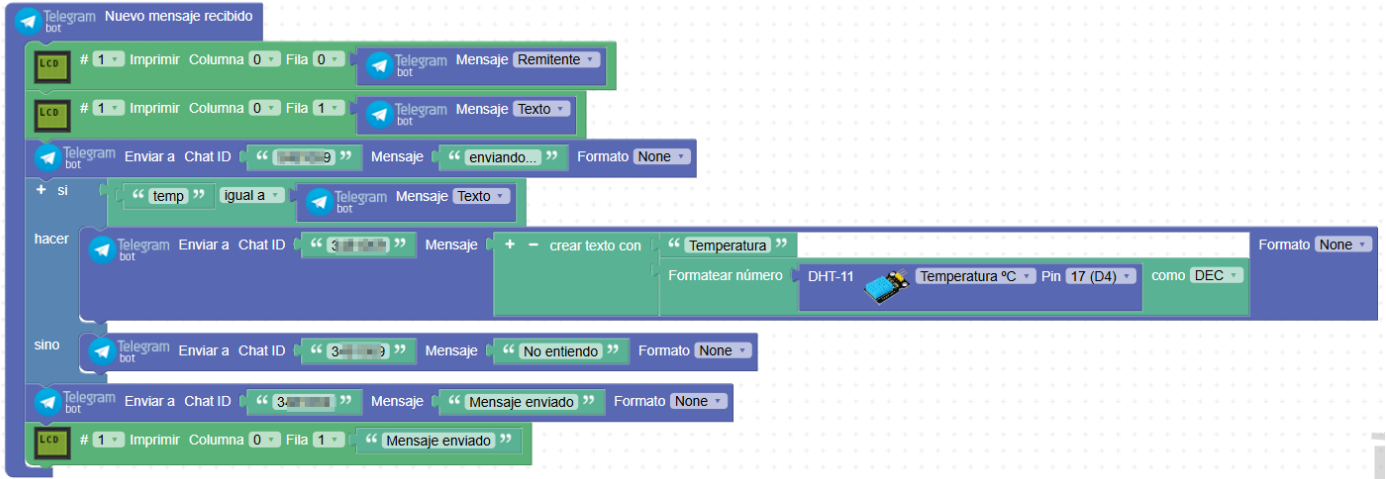 Telegram bot Nuevo mensaje recibido
LCD # 1 Imprimir Columna 0 Fila 0 Telegram bot Mensaje Remitente
LCD # 1 Imprimir Columna 0 Fila 1 Telegram bot Mensaje Texto
Telegram bot Enviar a Chat ID “ 9 ” Mensaje “ enviando... ” Formato None
+ si “ temp ” igual a Telegram bot Mensaje Texto
hacer Telegram bot Enviar a Chat ID “ 3 ” Mensaje + − crear texto con “ Temperatura ” Formato None
Formatear número DHT-11 Temperatura ºC Pin 17 (D4) como DEC
sino Telegram bot Enviar a Chat ID “ 3 9 ” Mensaje “ No entiendo ” Formato None
Telegram bot Enviar a Chat ID “ 34 ” Mensaje “ Mensaje enviado ” Formato None
LCD # 1 Imprimir Columna 0 Fila 1 “ Mensaje enviado ”